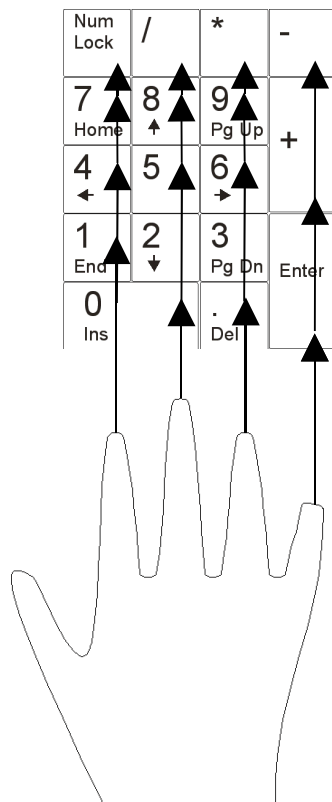 Num
Lock
/
*
-
7
Home
8
9
Pg Up
+
4
5
6
1
End
2
3
Pg Dn
Enter
0
Ins
.
Del